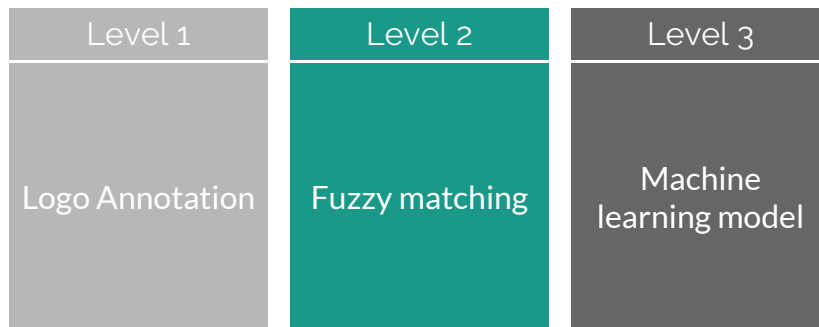 Level 1
Logo Annotation
Level 2
Fuzzy matching
Level 3
Machine
learning model